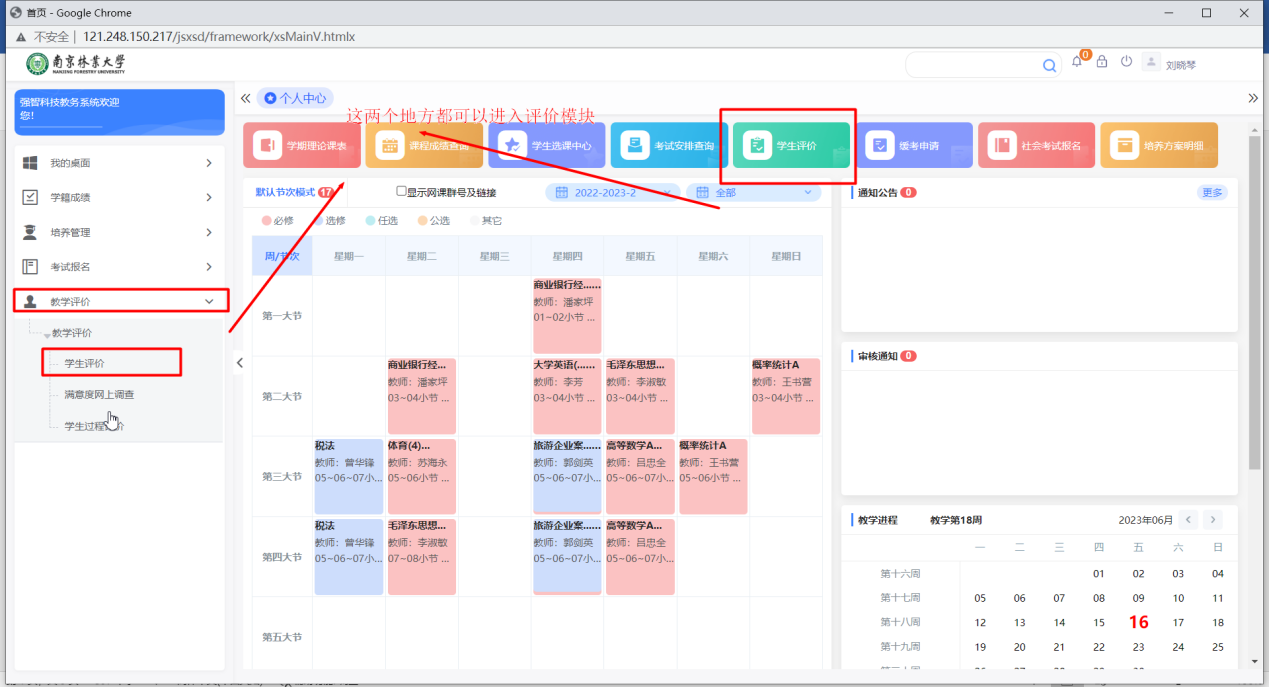 首页 - Google Chrome
不安全 | 121.248.150.217/jsxsd/framework/xsMainV.htmlx
南京林业大学
NANJING FORESTRY UNIVERSITY
0
刘晓琴
强智科技教务系统欢迎
您！
个人中心
这两个地方都可以进入评价模块
学期理论课表
课程成绩查询
学生选课中心
考试安排查询
学生评价
缓考申请
社会考试报名
培养方案明细
我的桌面
学籍成绩
培养管理
考试报名
教学评价
教学评价
学生评价
满意度网上调查
学生过程评价
默认节次模式 17
显示网课群号及链接
2022-2023-2
全部
必修 选修 任选 公选 其它
周/节次 星期一 星期二 星期三 星期四 星期五 星期六 星期日
第一大节
商业银行经......
教师：潘家坪
01~02小节 ...
第二大节
商业银行经...
教师：潘家坪
03~04小节 ...
大学英语(......
教师：李芳
03~04小节 ...
毛泽东思想...
教师：李淑敏
03~04小节 ...
概率统计A
教师：王书营
03~04小节 ...
第三大节
税法
教师：曾华锋
05~06~07小...
体育(4)...
教师：苏海永
05~06小节 ...
旅游企业案......
教师：郭剑英
05~06~07小...
高等数学A...
教师：吕思全
05~06~07小...
概率统计A
教师：王书营
05~06小节 ...
第四大节
税法
教师：曾华锋
05~06~07小...
毛泽东思想...
教师：李淑敏
07~08小节 ...
旅游企业案......
教师：郭剑英
05~06~07小...
高等数学A...
教师：吕思全
05~06~07小...
第五大节
通知公告 0
更多
审核通知 0
教学进程 教学第18周 2023年06月
一 二 三 四 五 六 日
第十六周 01 02 03 04
第十七周 05 06 07 08 09 10 11
第十八周 12 13 14 15 16 17 18
第十九周 19 20 21 22 23 24 25